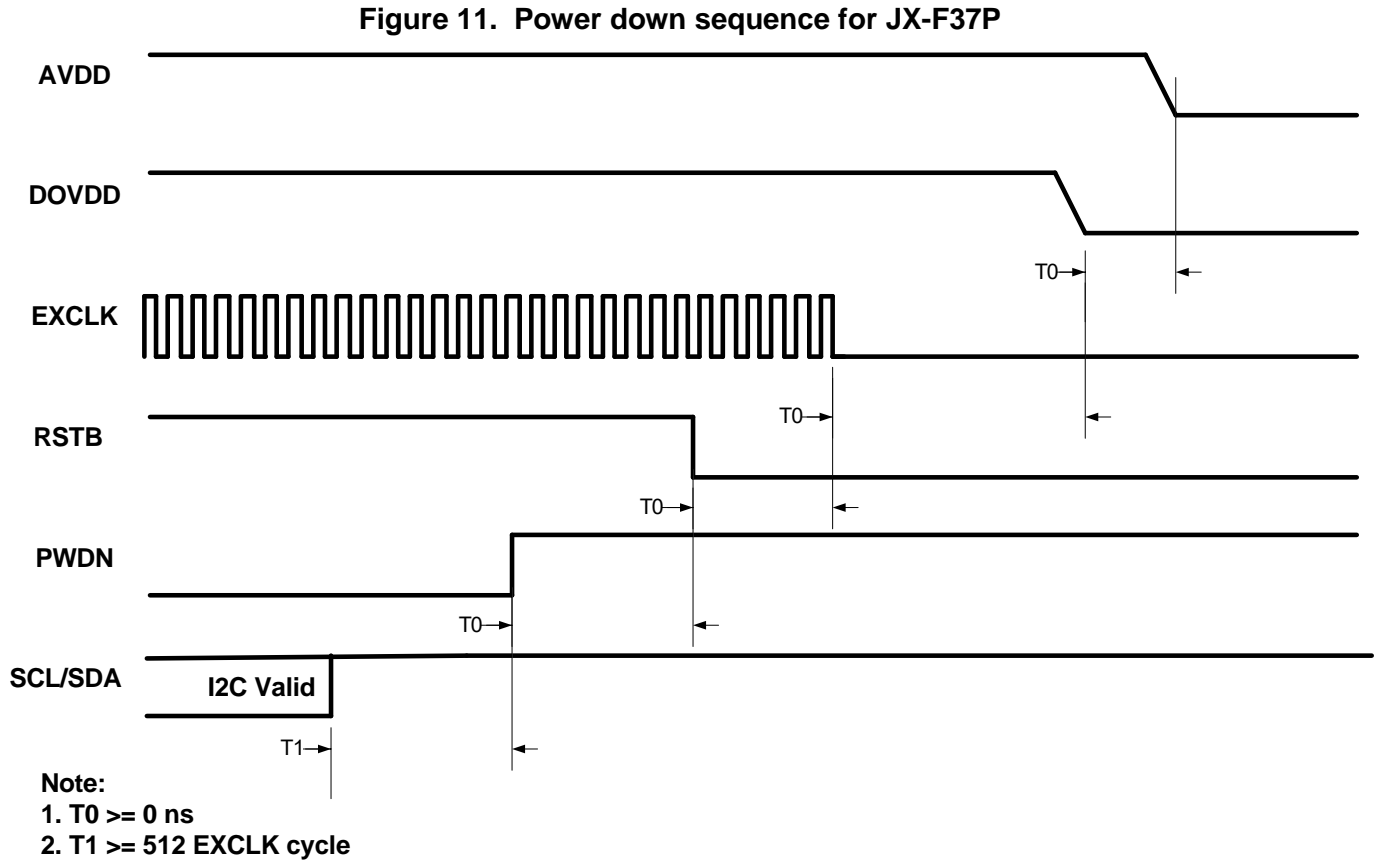 Figure 11. Power down sequence for JX-F37P
AVDD
DOVDD
T0
EXCLK
T0
RSTB
T0
PWDN
T0
SCL/SDA
I2C Valid
T1
Note:
1. T0 >= 0 ns
2. T1 >= 512 EXCLK cycle